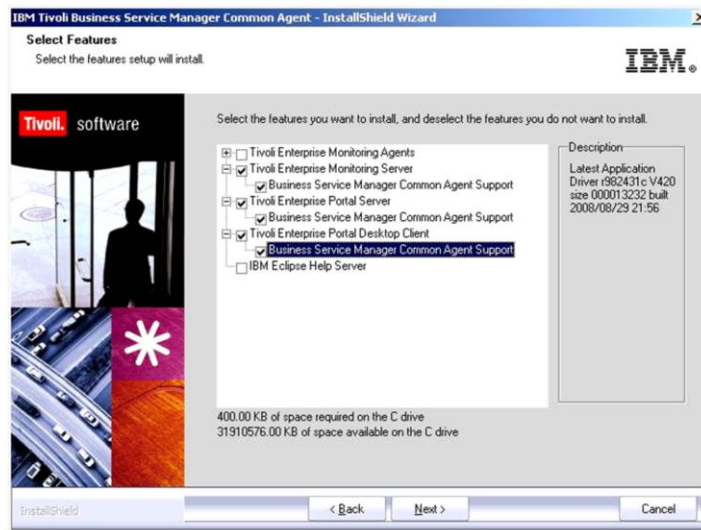 IBM Tivoli Business Service Manager Common Agent - InstallShield Wizard
Select Features
Select the features setup will install.
IBM®
Tivoli. software
Select the features you want to install, and deselect the features you do not want to install.
Tivoli Enterprise Monitoring Agents
Tivoli Enterprise Monitoring Server
Business Service Manager Common Agent Support
Tivoli Enterprise Portal Server
Business Service Manager Common Agent Support
Tivoli Enterprise Portal Desktop Client
Business Service Manager Common Agent Support
IBM Eclipse Help Server
Description
Latest Application
Driver r982431c V420
size 000013232 built
2008/08/29 21:56
400.00 KB of space required on the C drive
31910576.00 KB of space available on the C drive
InstallShield
< Back
Next >
Cancel